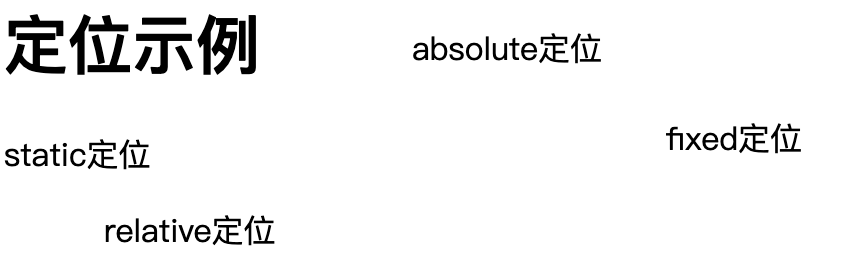 定位示例
absolute定位
fixed定位
static定位
relative定位